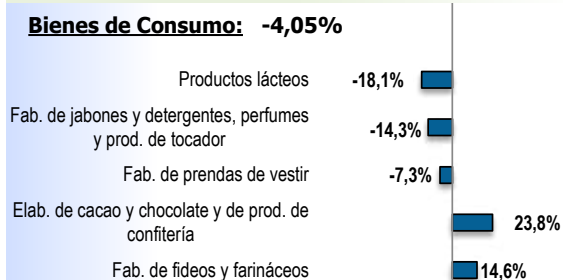 Bienes de Consumo: -4,05%
Productos lácteos -18,1%
Fab. de jabones y detergentes, perfumes
y prod. de tocador -14,3%
Fab. de prendas de vestir -7,3%
Elab. de cacao y chocolate y de prod. de
confitería 23,8%
Fab. de fideos y farináceos 14,6%